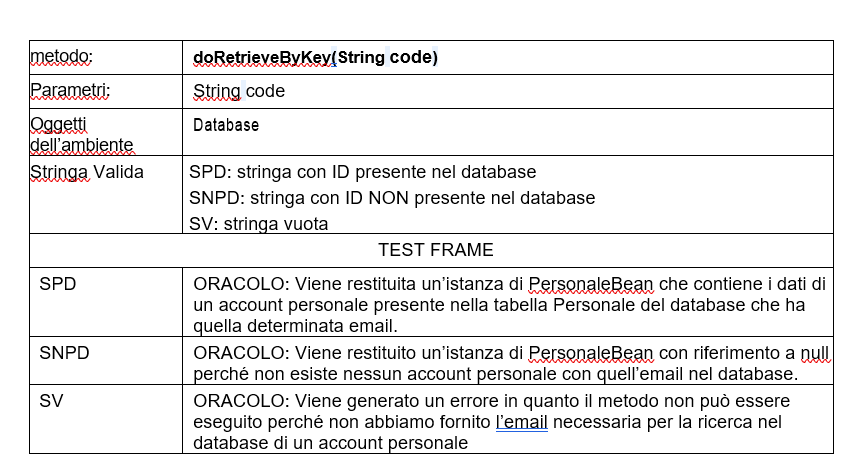 metodo: doRetrieveByKey(String code)
Parametri: String code
Oggetti Database
dell’ambiente
Stringa Valida SPD: stringa con ID presente nel database
SNPD: stringa con ID NON presente nel database
SV: stringa vuota
TEST FRAME
SPD ORACOLO: Viene restituita un’istanza di PersonaleBean che contiene i dati di
un account personale presente nella tabella Personale del database che ha
quella determinata email.
SNPD ORACOLO: Viene restituito un’istanza di PersonaleBean con riferimento a null
perché non esiste nessun account personale con quell’email nel database.
SV ORACOLO: Viene generato un errore in quanto il metodo non può essere
eseguito perché non abbiamo fornito l’email necessaria per la ricerca nel
database di un account personale